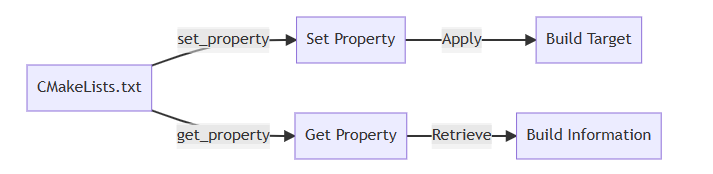 CMakeLists.txt
set_property
Set Property
Apply
Build Target
get_property
Get Property
Retrieve
Build Information